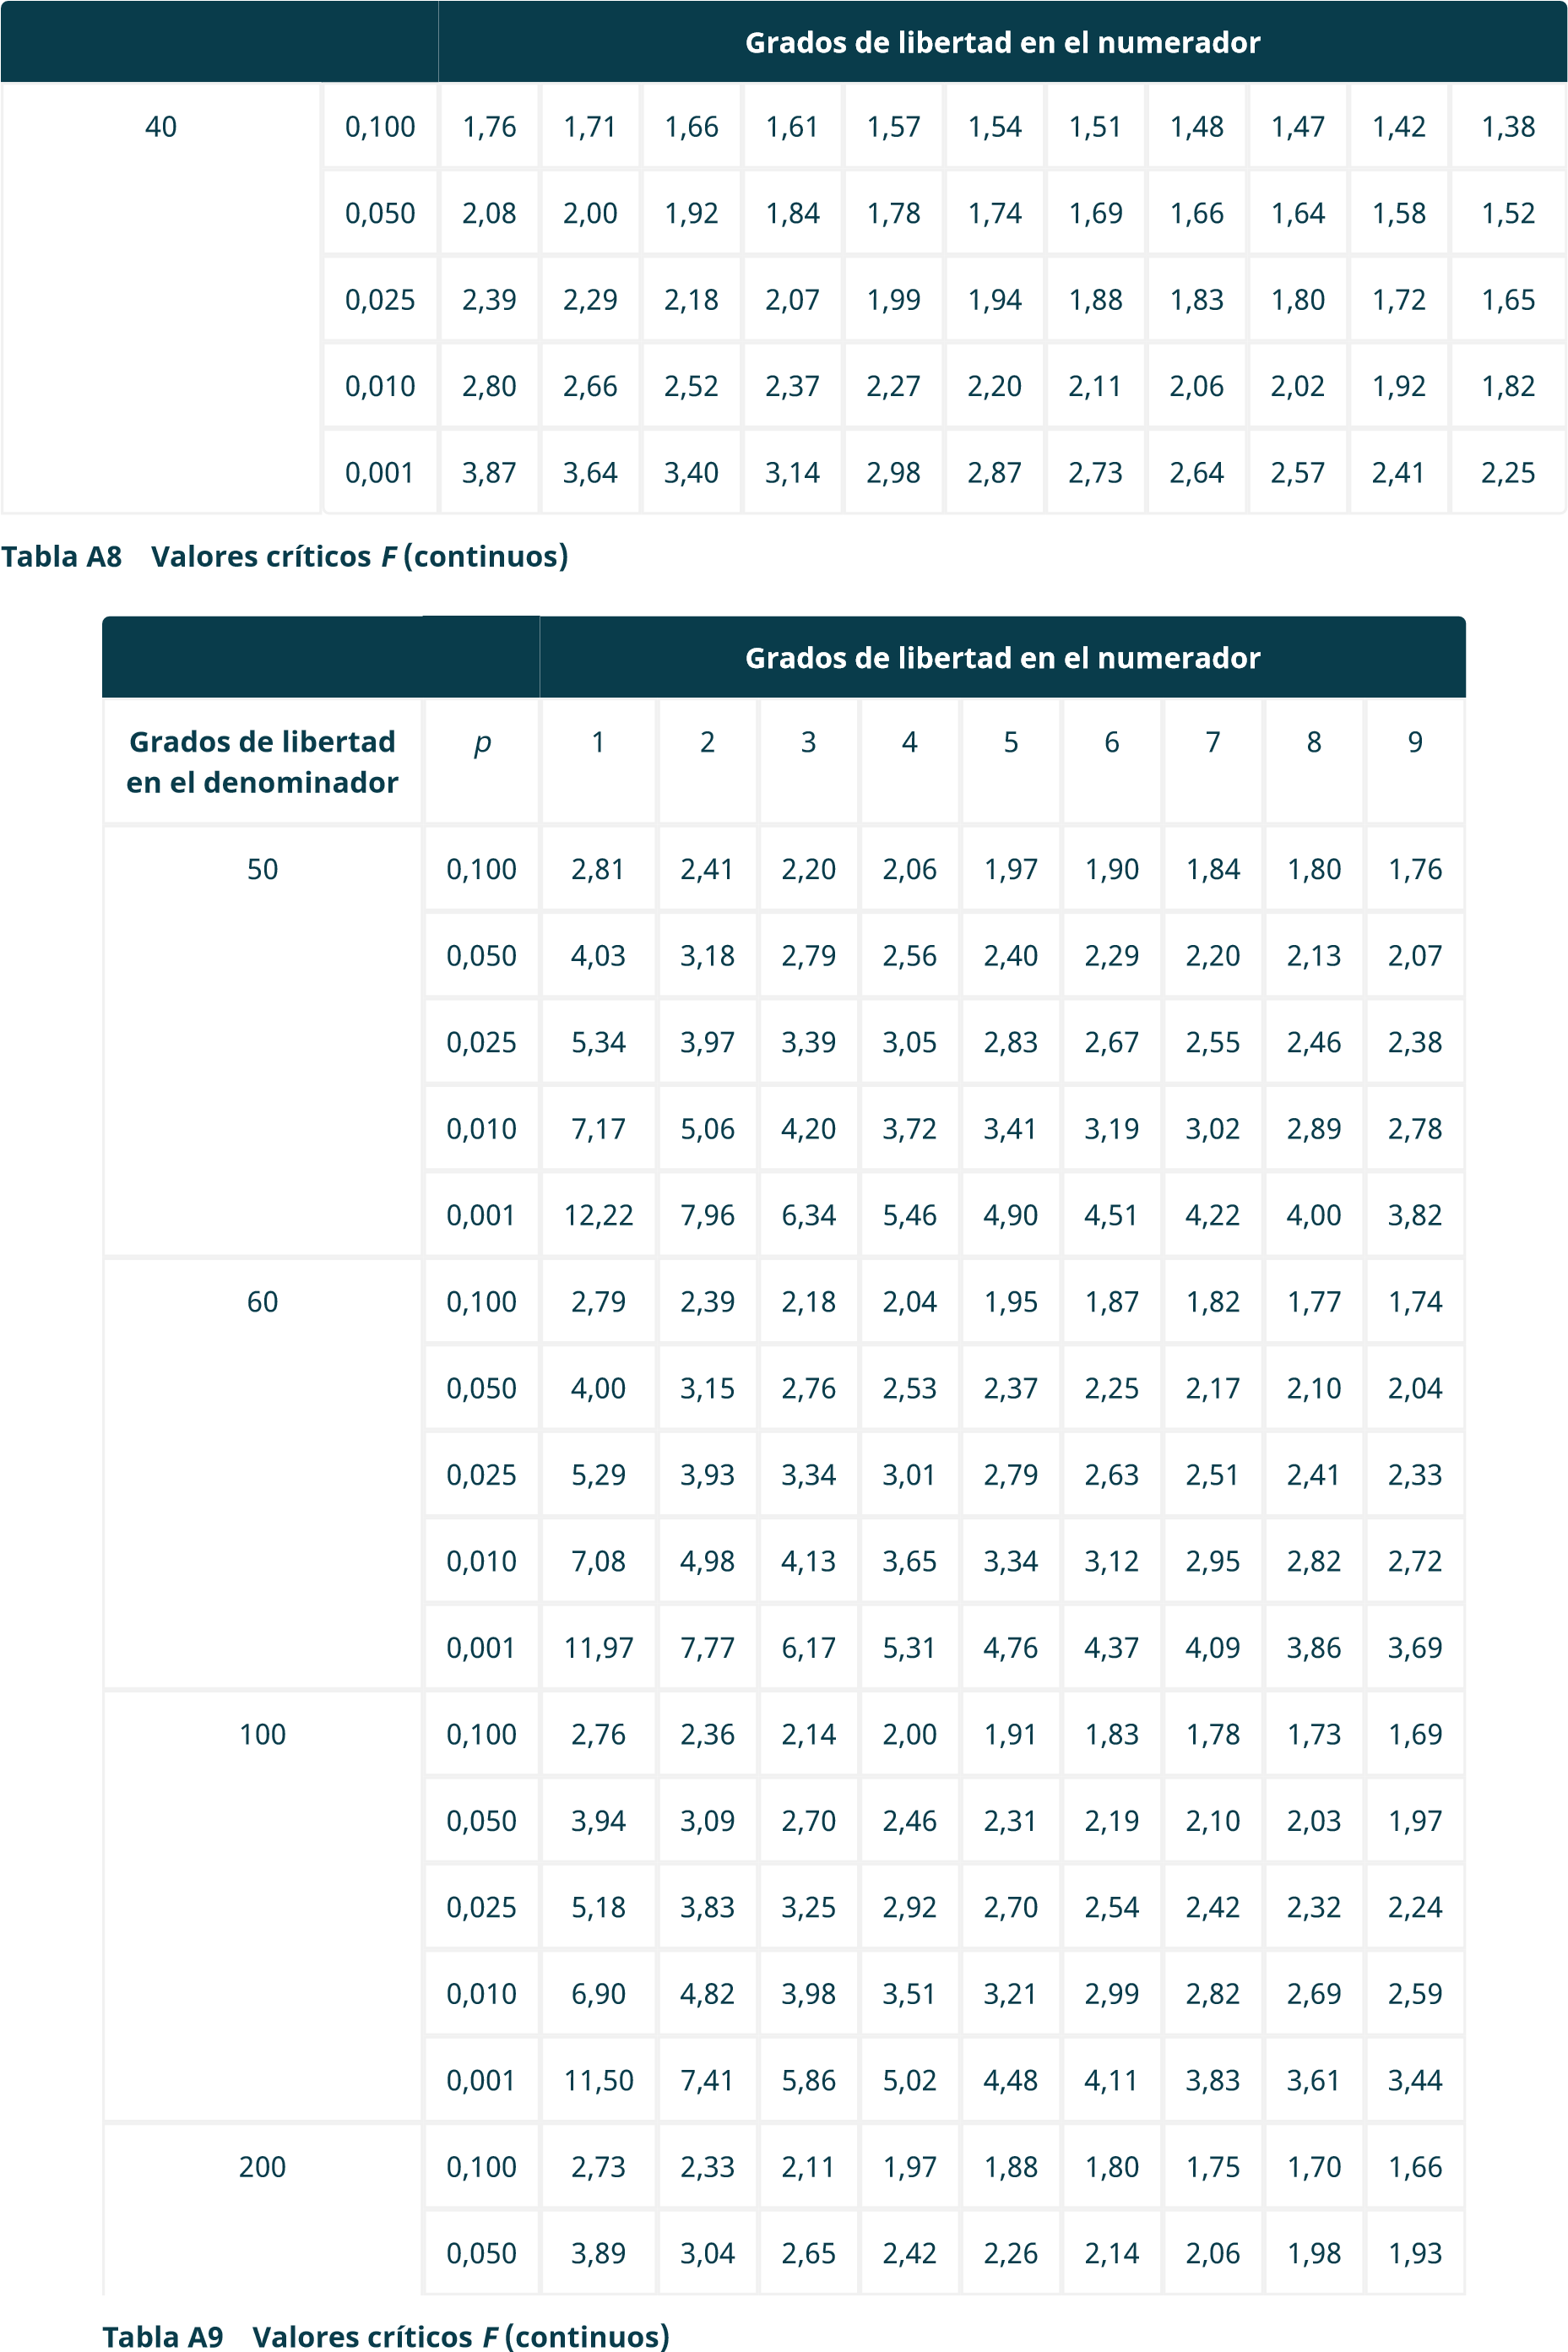 Grados de libertad en el numerador
40 0,100 1,76 1,71 1,66 1,61 1,57 1,54 1,51 1,48 1,47 1,42 1,38
0,050 2,08 2,00 1,92 1,84 1,78 1,74 1,69 1,66 1,64 1,58 1,52
0,025 2,39 2,29 2,18 2,07 1,99 1,94 1,88 1,83 1,80 1,72 1,65
0,010 2,80 2,66 2,52 2,37 2,27 2,20 2,11 2,06 2,02 1,92 1,82
0,001 3,87 3,64 3,40 3,14 2,98 2,87 2,73 2,64 2,57 2,41 2,25
Tabla A8 Valores críticos F (continuos)
Grados de libertad en el numerador
Grados de libertad p 1 2 3 4 5 6 7 8 9
en el denominador
50 0,100 2,81 2,41 2,20 2,06 1,97 1,90 1,84 1,80 1,76
0,050 4,03 3,18 2,79 2,56 2,40 2,29 2,20 2,13 2,07
0,025 5,34 3,97 3,39 3,05 2,83 2,67 2,55 2,46 2,38
0,010 7,17 5,06 4,20 3,72 3,41 3,19 3,02 2,89 2,78
0,001 12,22 7,96 6,34 5,46 4,90 4,51 4,22 4,00 3,82
60 0,100 2,79 2,39 2,18 2,04 1,95 1,87 1,82 1,77 1,74
0,050 4,00 3,15 2,76 2,53 2,37 2,25 2,17 2,10 2,04
0,025 5,29 3,93 3,34 3,01 2,79 2,63 2,51 2,41 2,33
0,010 7,08 4,98 4,13 3,65 3,34 3,12 2,95 2,82 2,72
0,001 11,97 7,77 6,17 5,31 4,76 4,37 4,09 3,86 3,69
100 0,100 2,76 2,36 2,14 2,00 1,91 1,83 1,78 1,73 1,69
0,050 3,94 3,09 2,70 2,46 2,31 2,19 2,10 2,03 1,97
0,025 5,18 3,83 3,25 2,92 2,70 2,54 2,42 2,32 2,24
0,010 6,90 4,82 3,98 3,51 3,21 2,99 2,82 2,69 2,59
0,001 11,50 7,41 5,86 5,02 4,48 4,11 3,83 3,61 3,44
200 0,100 2,73 2,33 2,11 1,97 1,88 1,80 1,75 1,70 1,66
0,050 3,89 3,04 2,65 2,42 2,26 2,14 2,06 1,98 1,93
Tabla A9 Valores críticos F (continuos)